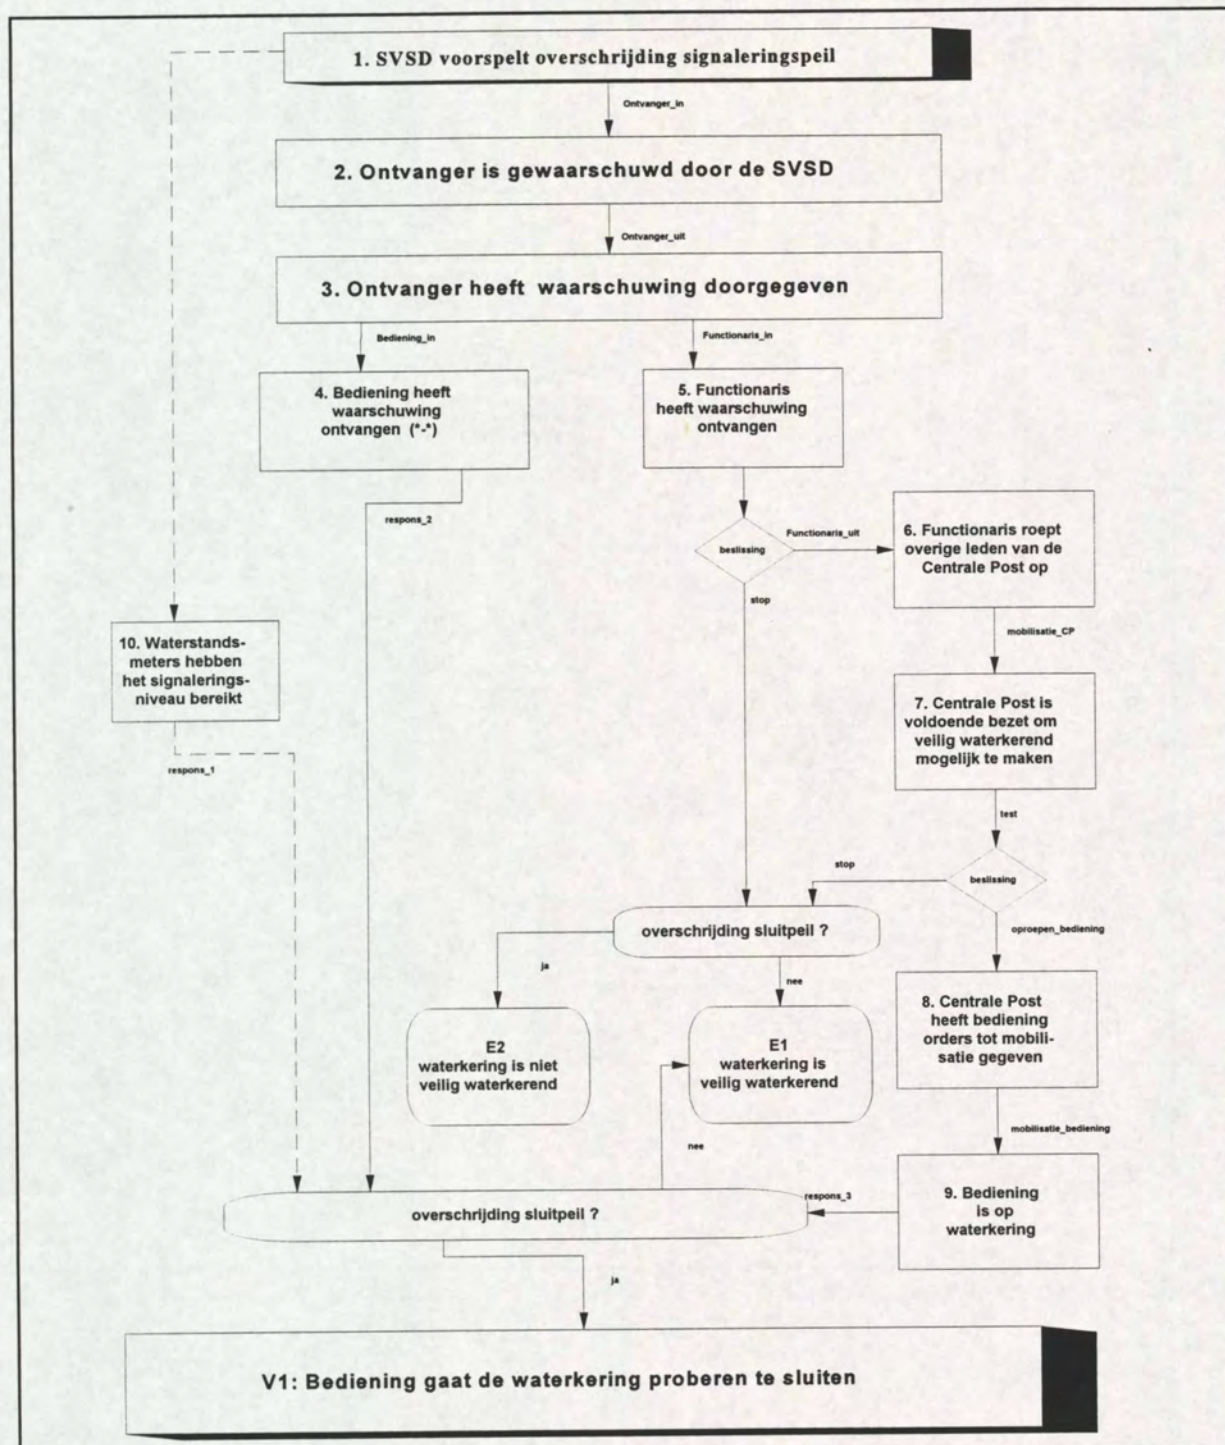 1. SVSD voorspelt overschrijding signaleringspeil
Ontvanger_in
2. Ontvanger is gewaarschuwd door de SVSD
Ontvanger_uit
3. Ontvanger heeft waarschuwing doorgegeven
Bediening_in
Functionaris_in
4. Bediening heeft
waarschuwing
ontvangen (*-*)
5. Functionaris
heeft waarschuwing
ontvangen
respons_2
beslissing
Functionaris_uit
6. Functionaris roept
overige leden van de
Centrale Post op
stop
mobilisatie_CP
10. Waterstands-
meters hebben
het signalerings-
niveau bereikt
7. Centrale Post is
voldoende bezet om
veilig waterkerend
mogelijk te maken
respons_1
test
stop
beslissing
overschrijding sluitpeil ?
oproepen_bediening
ja
nee
8. Centrale Post
heeft bediening
orders tot mobili-
satie gegeven
E2
waterkering is niet
veilig waterkerend
E1
waterkering is
veilig waterkerend
mobilisatie_bediening
nee
respons_3
9. Bediening
is op
waterkering
overschrijding sluitpeil ?
ja
V1: Bediening gaat de waterkering proberen te sluiten